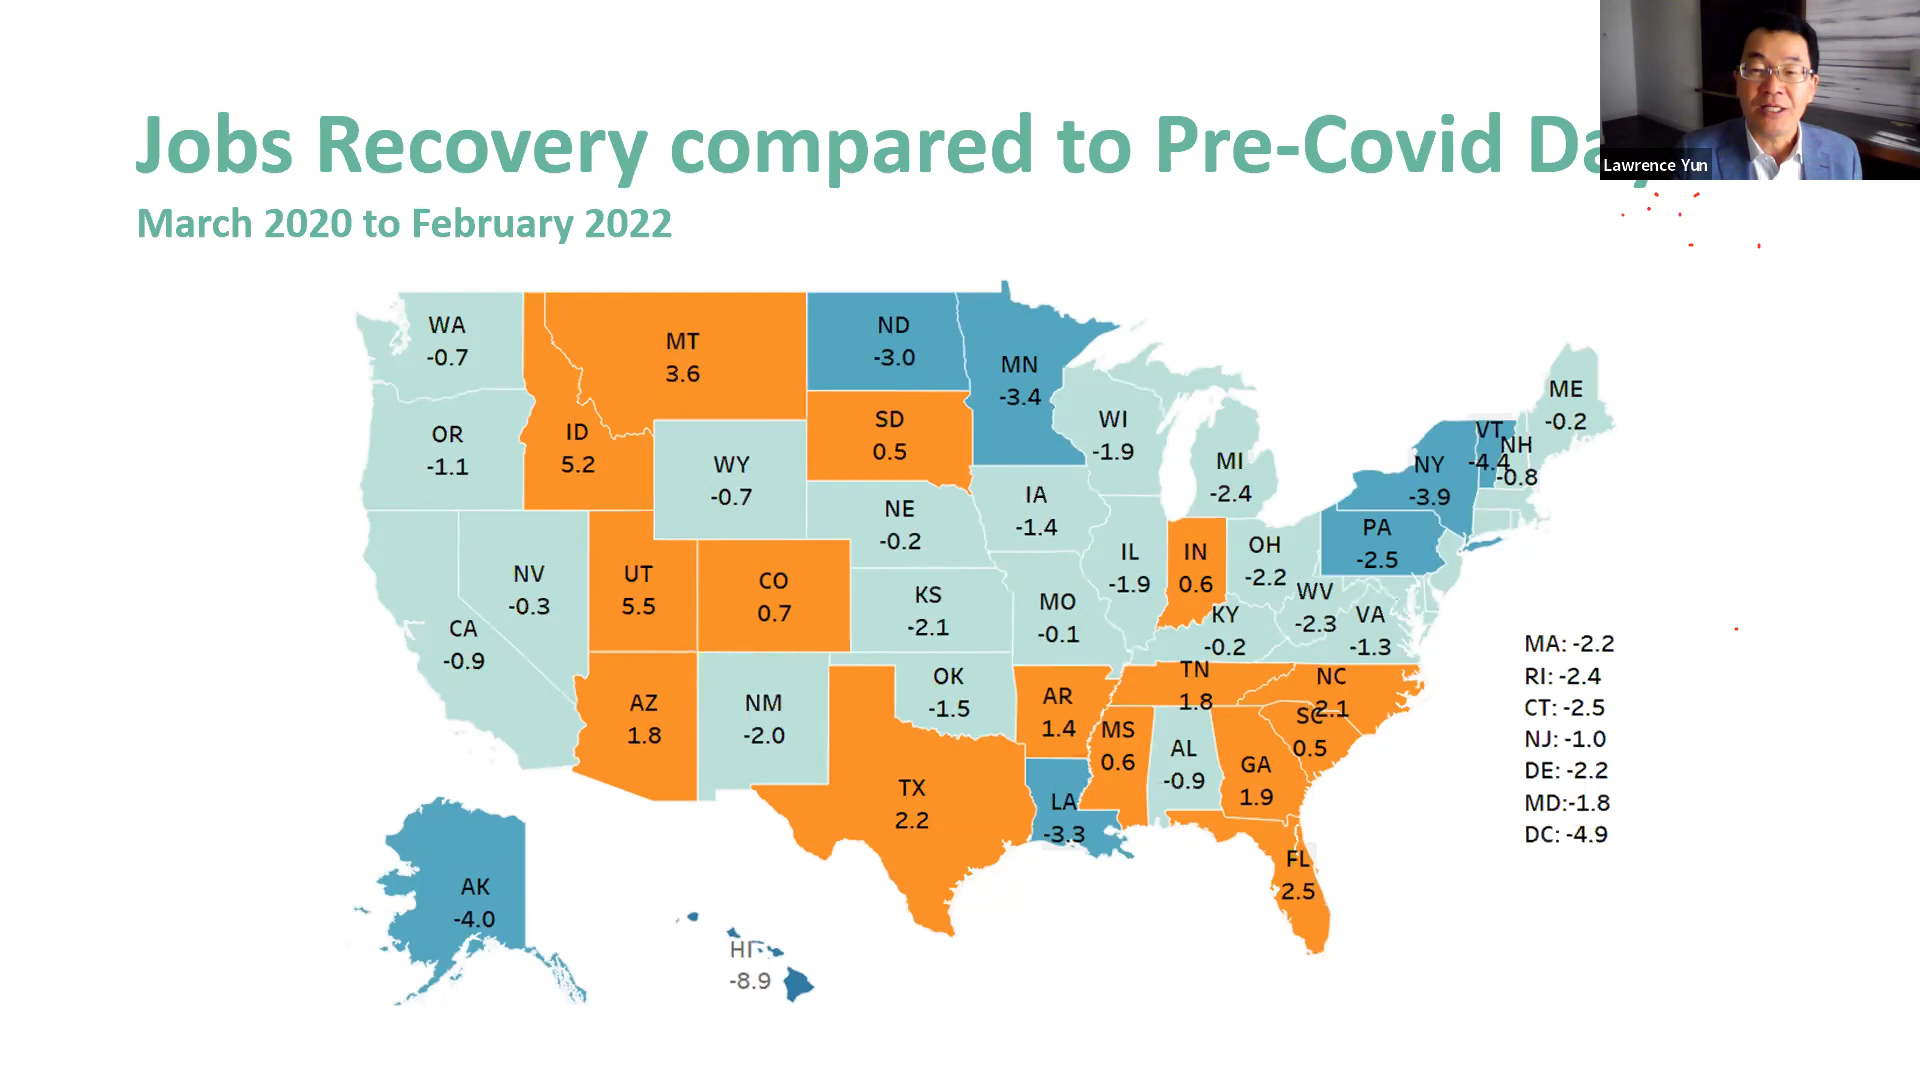 Jobs Recovery compared to Pre-Covid
March 2020 to February 2022
Lawrence Yun
WA
-0.7
MT
3.6
ND
-3.0
MN
-3.4
ME
-0.2
OR
-1.1
ID
5.2
WY
-0.7
SD
0.5
WI
-1.9
MI
-2.4
NY
-3.9
VT
-4.4
NH
-0.8
NE
-0.2
IA
-1.4
PA
-2.5
NV
-0.3
UT
5.5
CO
0.7
KS
-2.1
MO
-0.1
IL
-1.9
IN
0.6
OH
-2.2
WV
-2.3
VA
-1.3
KY
-0.2
CA
-0.9
AZ
1.8
NM
-2.0
OK
-1.5
AR
1.4
TN
1.8
NC
2.1
SC
0.5
MS
0.6
AL
-0.9
GA
1.9
TX
2.2
LA
-3.3
FL
2.5
AK
-4.0
HI
-8.9
MA: -2.2
RI: -2.4
CT: -2.5
NJ: -1.0
DE: -2.2
MD:-1.8
DC: -4.9